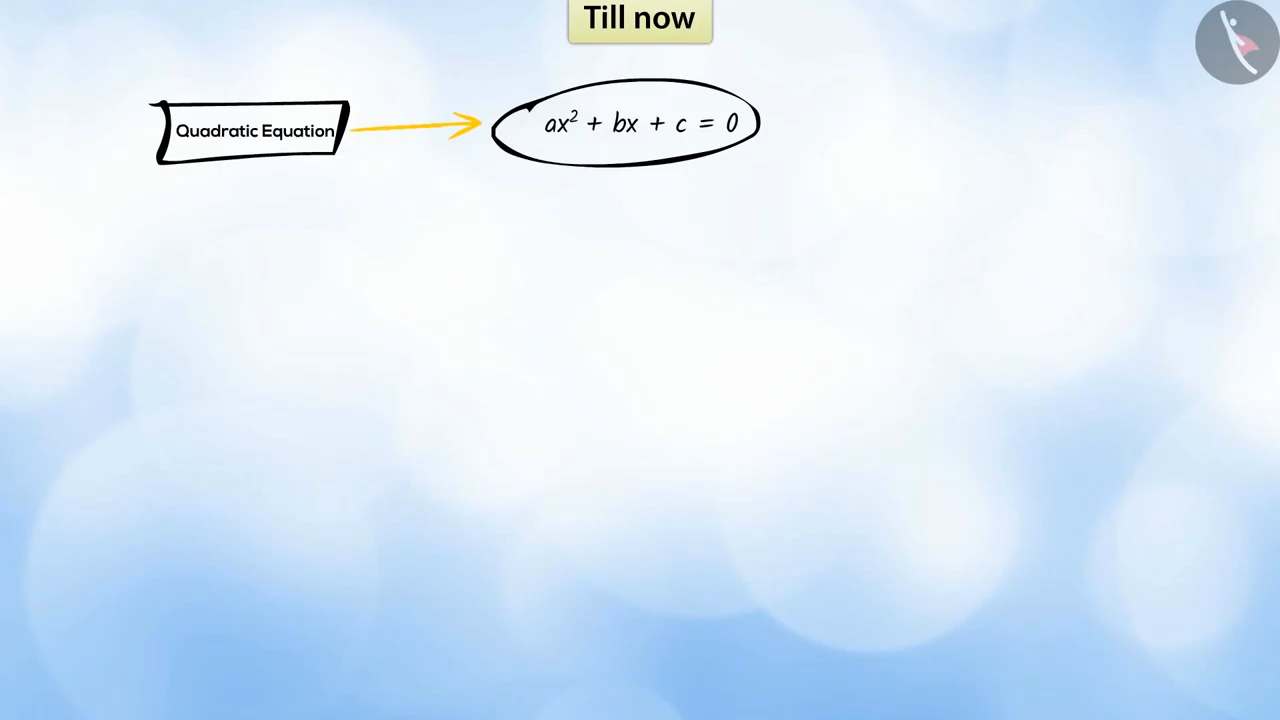 Till now
Quadratic Equation
ax² + bx + c = 0